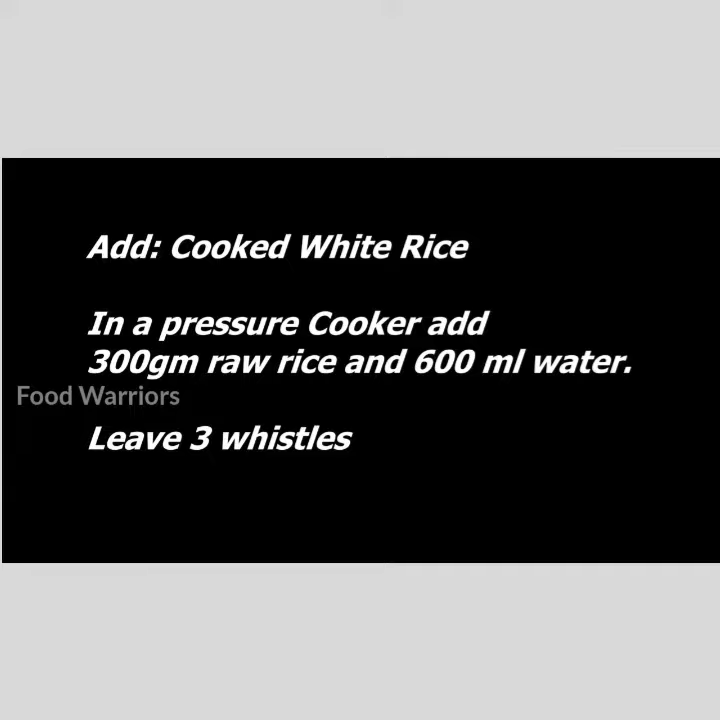 Add: Cooked White Rice
In a pressure Cooker add
300gm raw rice and 600 ml water.
Food Warriors
Leave 3 whistles